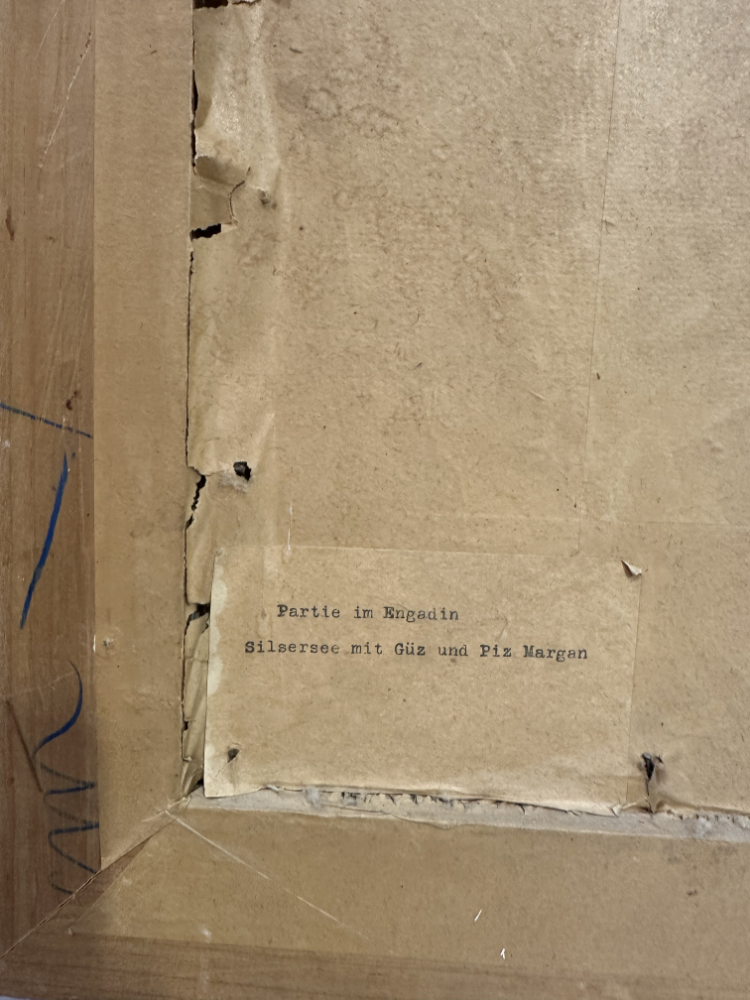 Partie im Engadin
Silsersee mit Güz und Piz Margan